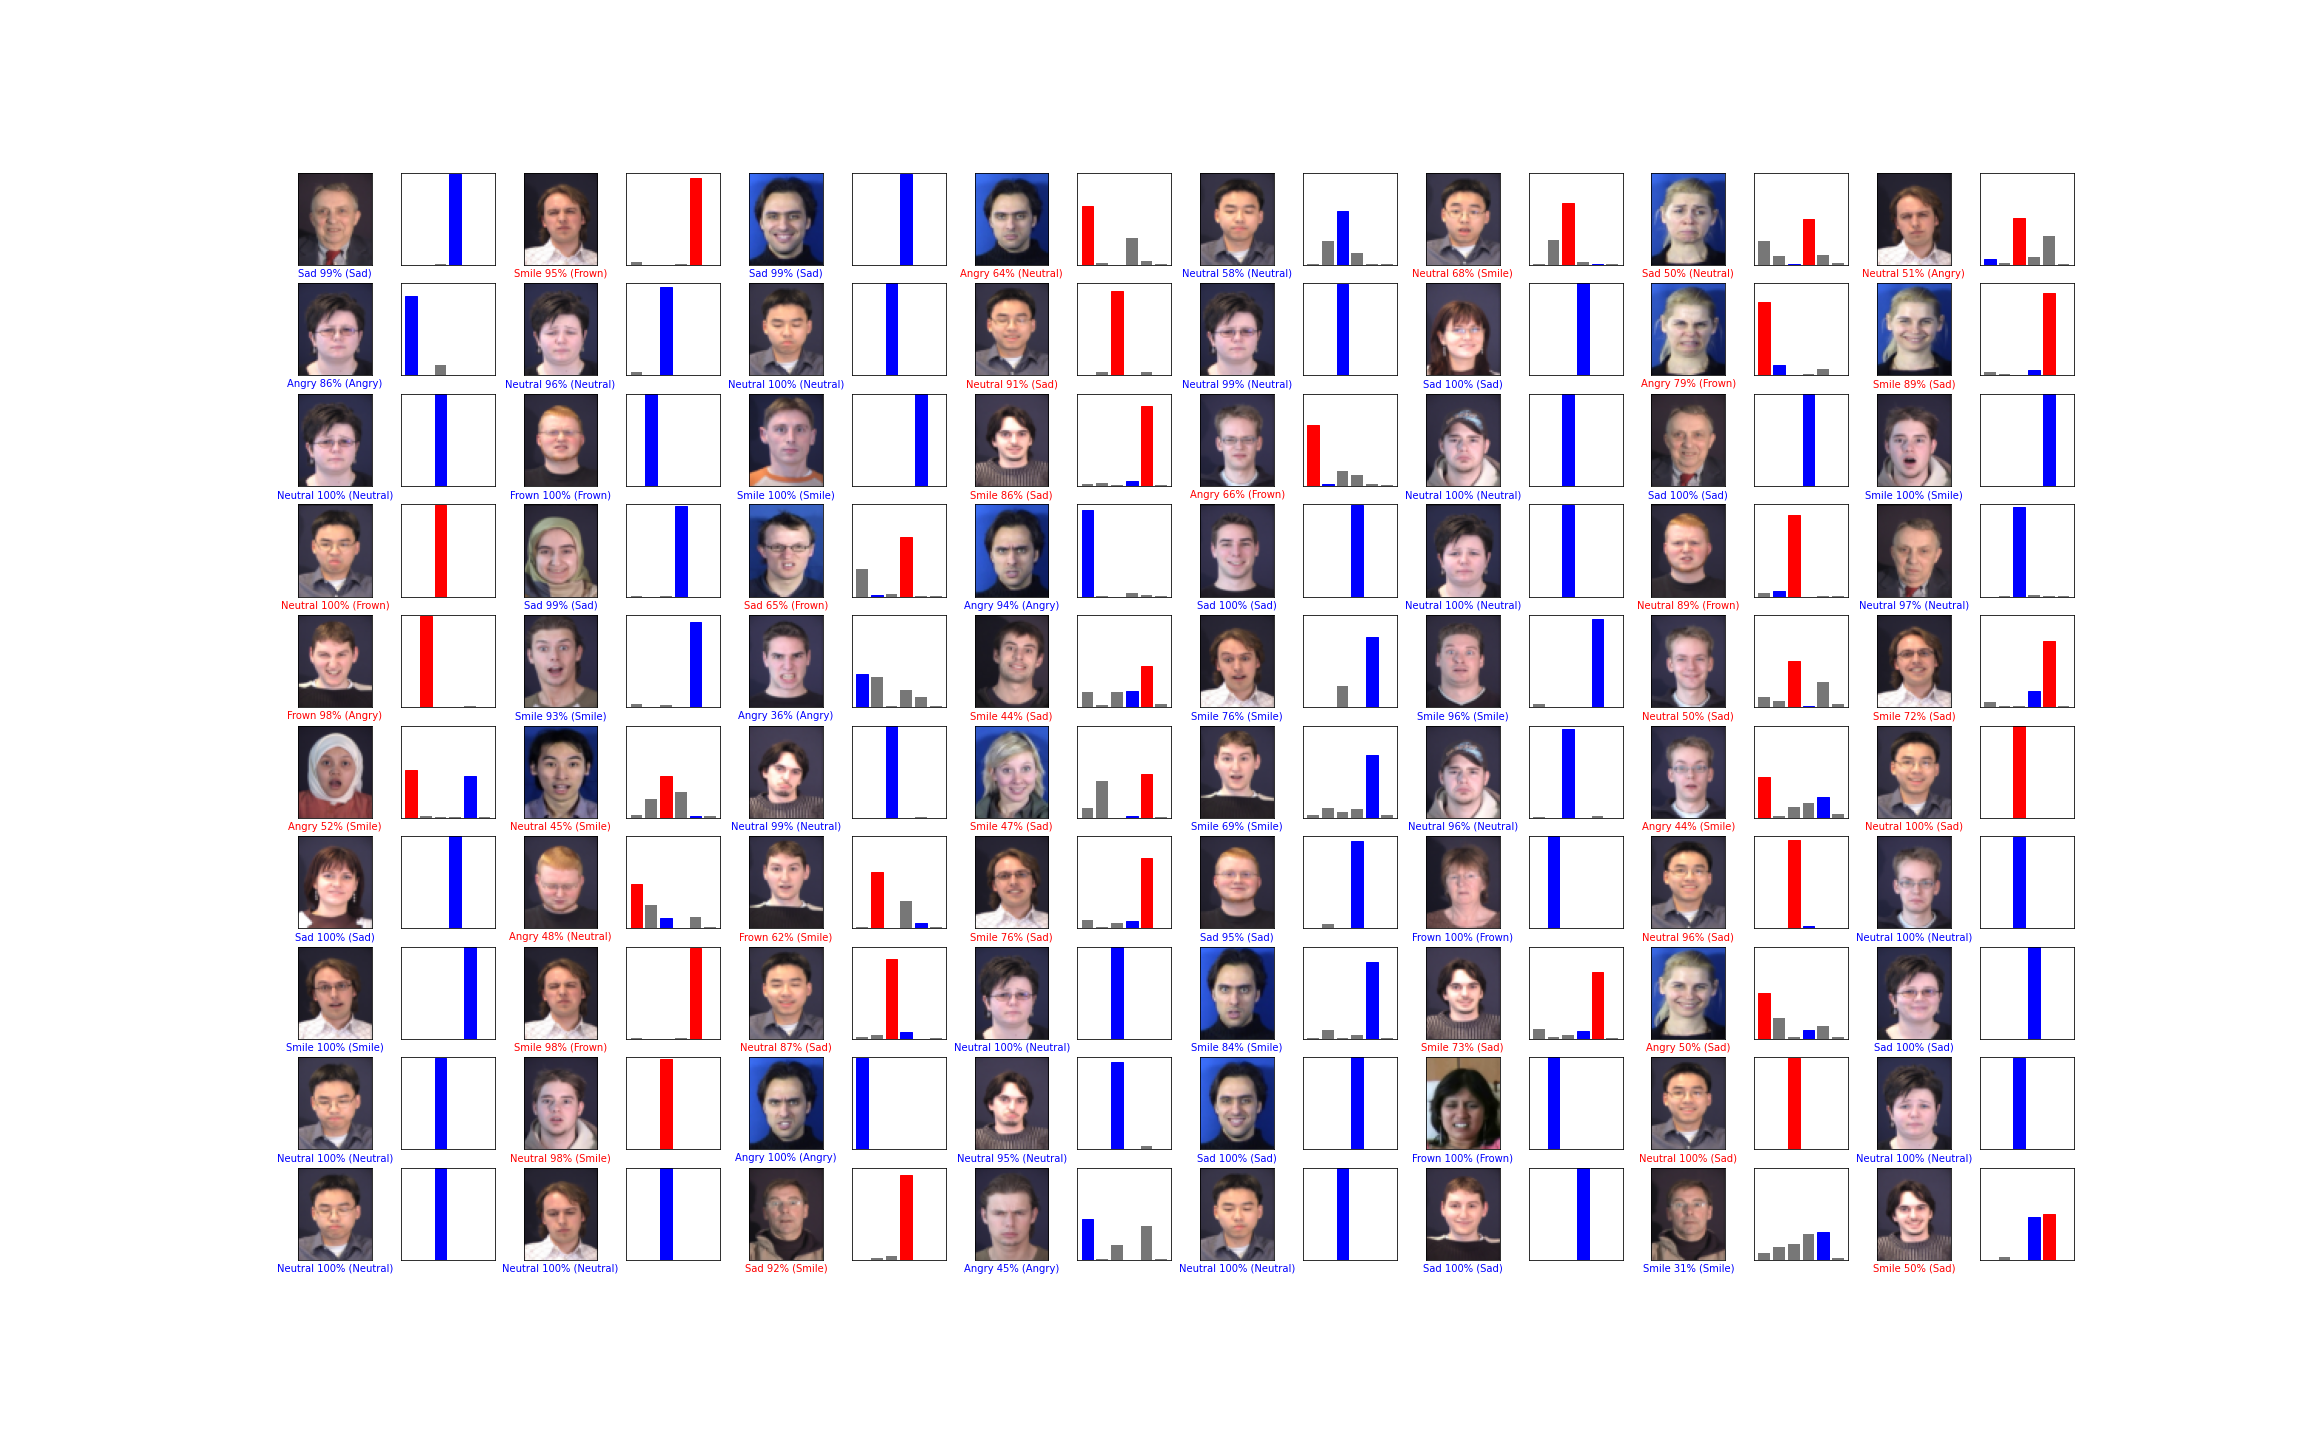 Sad 99% (Sad)
Smile 95% (Frown)
Sad 99% (Sad)
Angry 64% (Neutral)
Neutral 58% (Neutral)
Neutral 68% (Smile)
Sad 50% (Neutral)
Neutral 51% (Angry)
Angry 86% (Angry)
Neutral 96% (Neutral)
Neutral 100% (Neutral)
Neutral 91% (Sad)
Neutral 99% (Neutral)
Sad 100% (Sad)
Angry 79% (Frown)
Smile 89% (Sad)
Neutral 100% (Neutral)
Frown 100% (Frown)
Smile 100% (Smile)
Smile 86% (Sad)
Angry 66% (Frown)
Neutral 100% (Neutral)
Sad 100% (Sad)
Smile 100% (Smile)
Neutral 100% (Frown)
Sad 99% (Sad)
Sad 65% (Frown)
Angry 94% (Angry)
Sad 100% (Sad)
Neutral 100% (Neutral)
Neutral 89% (Frown)
Neutral 97% (Neutral)
Frown 98% (Angry)
Smile 93% (Smile)
Angry 36% (Angry)
Smile 44% (Sad)
Smile 76% (Smile)
Smile 96% (Smile)
Neutral 50% (Sad)
Smile 72% (Sad)
Angry 52% (Smile)
Neutral 45% (Smile)
Neutral 99% (Neutral)
Smile 47% (Sad)
Smile 69% (Smile)
Neutral 96% (Neutral)
Angry 44% (Smile)
Neutral 100% (Sad)
Sad 100% (Sad)
Angry 48% (Neutral)
Frown 62% (Smile)
Smile 76% (Sad)
Sad 95% (Sad)
Frown 100% (Frown)
Neutral 96% (Sad)
Neutral 100% (Neutral)
Smile 100% (Smile)
Smile 98% (Frown)
Neutral 87% (Sad)
Neutral 100% (Neutral)
Smile 84% (Smile)
Smile 73% (Sad)
Angry 50% (Sad)
Sad 100% (Sad)
Neutral 100% (Neutral)
Neutral 98% (Smile)
Angry 100% (Angry)
Neutral 95% (Neutral)
Sad 100% (Sad)
Frown 100% (Frown)
Neutral 100% (Sad)
Neutral 100% (Neutral)
Neutral 100% (Neutral)
Neutral 100% (Neutral)
Sad 92% (Smile)
Angry 45% (Angry)
Neutral 100% (Neutral)
Sad 100% (Sad)
Smile 31% (Smile)
Smile 50% (Sad)